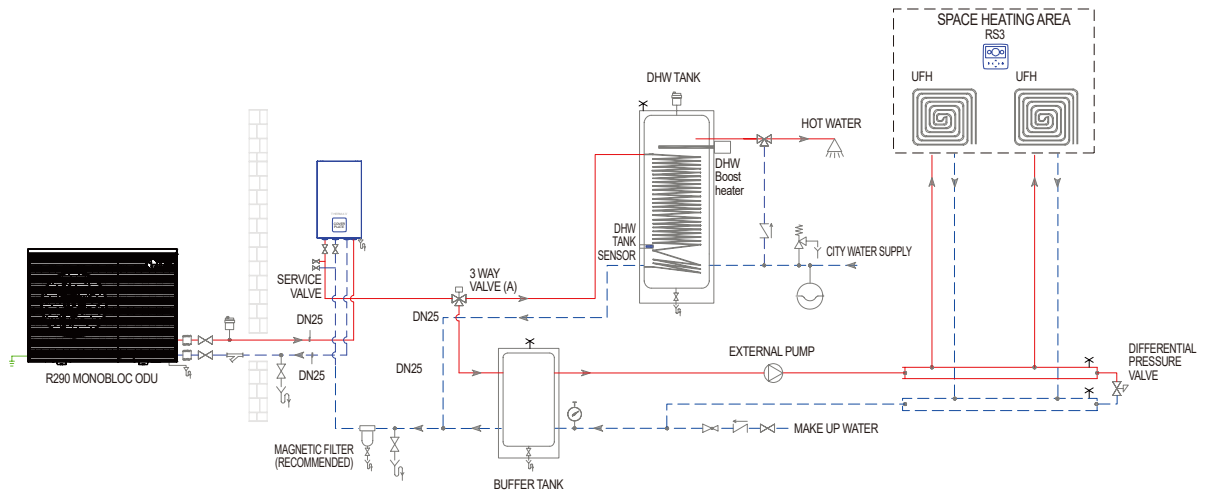 SPACE HEATING AREA
RS3
UFH
UFH
DHW TANK
HOT WATER
DHW
Boost
heater
DHW
TANK
SENSOR
CITY WATER SUPPLY
SERVICE
VALVE
3 WAY
VALVE (A)
DN25
DN25
DN25
DN25
R290 MONOBLOC ODU
EXTERNAL PUMP
DIFFERENTIAL
PRESSURE
VALVE
MAKE UP WATER
MAGNETIC FILTER
(RECOMMENDED)
BUFFER TANK